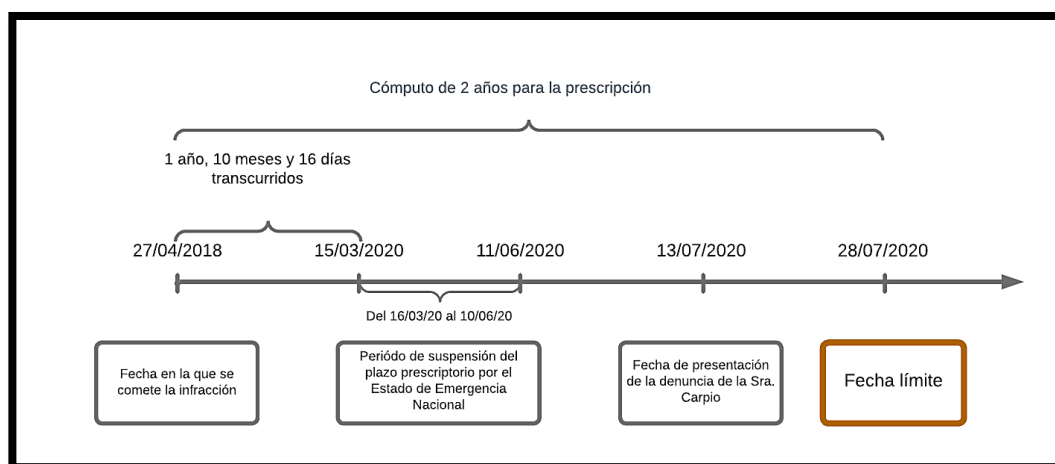 Cómputo de 2 años para la prescripción
1 año, 10 meses y 16 días
transcurridos
27/04/2018
15/03/2020
11/06/2020
13/07/2020
28/07/2020
Del 16/03/20 al 10/06/20
Fecha en la que se
comete la infracción
Periódo de suspensión del
plazo prescriptorio por el
Estado de Emergencia
Nacional
Fecha de presentación
de la denuncia de la Sra.
Carpio
Fecha límite